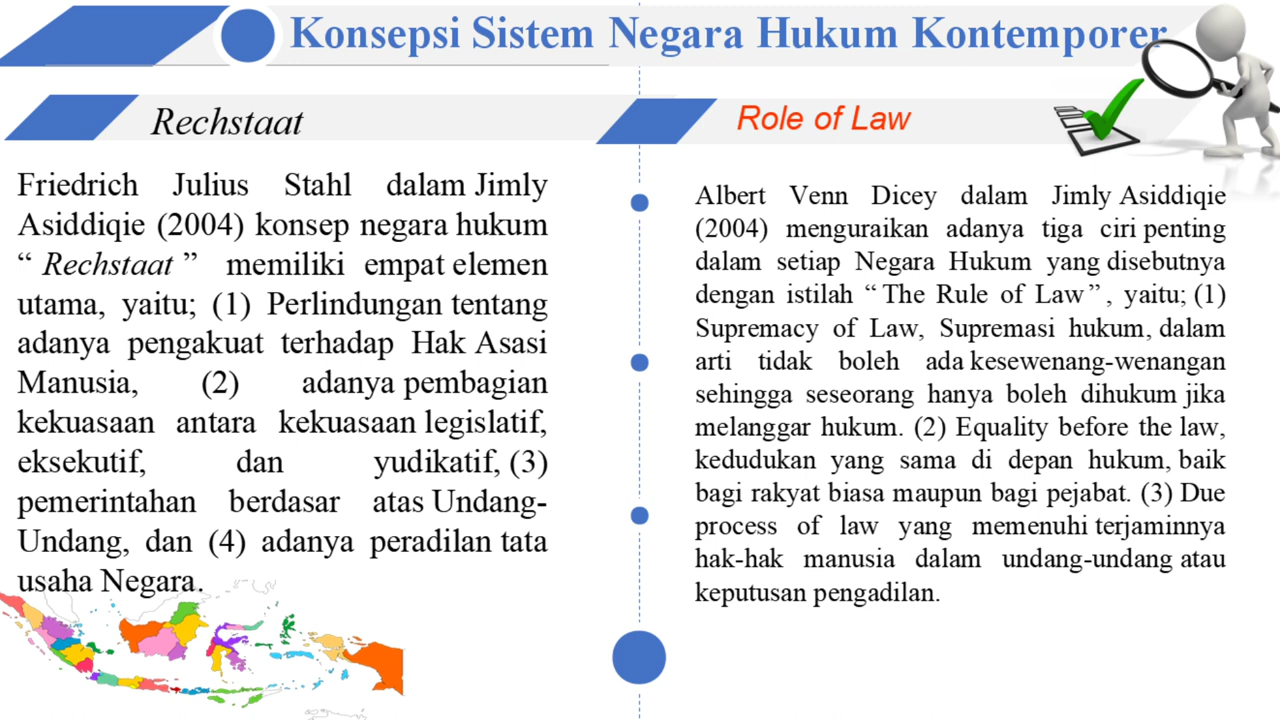 Konsepsi Sistem Negara Hukum Kontemporer
Rechstaat
Friedrich Julius Stahl dalam Jimly
Asiddiqie (2004) konsep negara hukum
“ Rechstaat ” memiliki empat elemen
utama, yaitu; (1) Perlindungan tentang
adanya pengakuat terhadap Hak Asasi
Manusia, (2) adanya pembagian
kekuasaan antara kekuasaan legislatif,
eksekutif, dan yudikatif, (3)
pemerintahan berdasar atas Undang-
Undang, dan (4) adanya peradilan tata
usaha Negara.
Role of Law
Albert Venn Dicey dalam Jimly Asiddiqie
(2004) menguraikan adanya tiga ciri penting
dalam setiap Negara Hukum yang disebutnya
dengan istilah “ The Rule of Law ” , yaitu; (1)
Supremacy of Law, Supremasi hukum, dalam
arti tidak boleh ada kesewenang-wenangan
sehingga seseorang hanya boleh dihukum jika
melanggar hukum. (2) Equality before the law,
kedudukan yang sama di depan hukum, baik
bagi rakyat biasa maupun bagi pejabat. (3) Due
process of law yang memenuhi terjaminnya
hak-hak manusia dalam undang-undang atau
keputusan pengadilan.